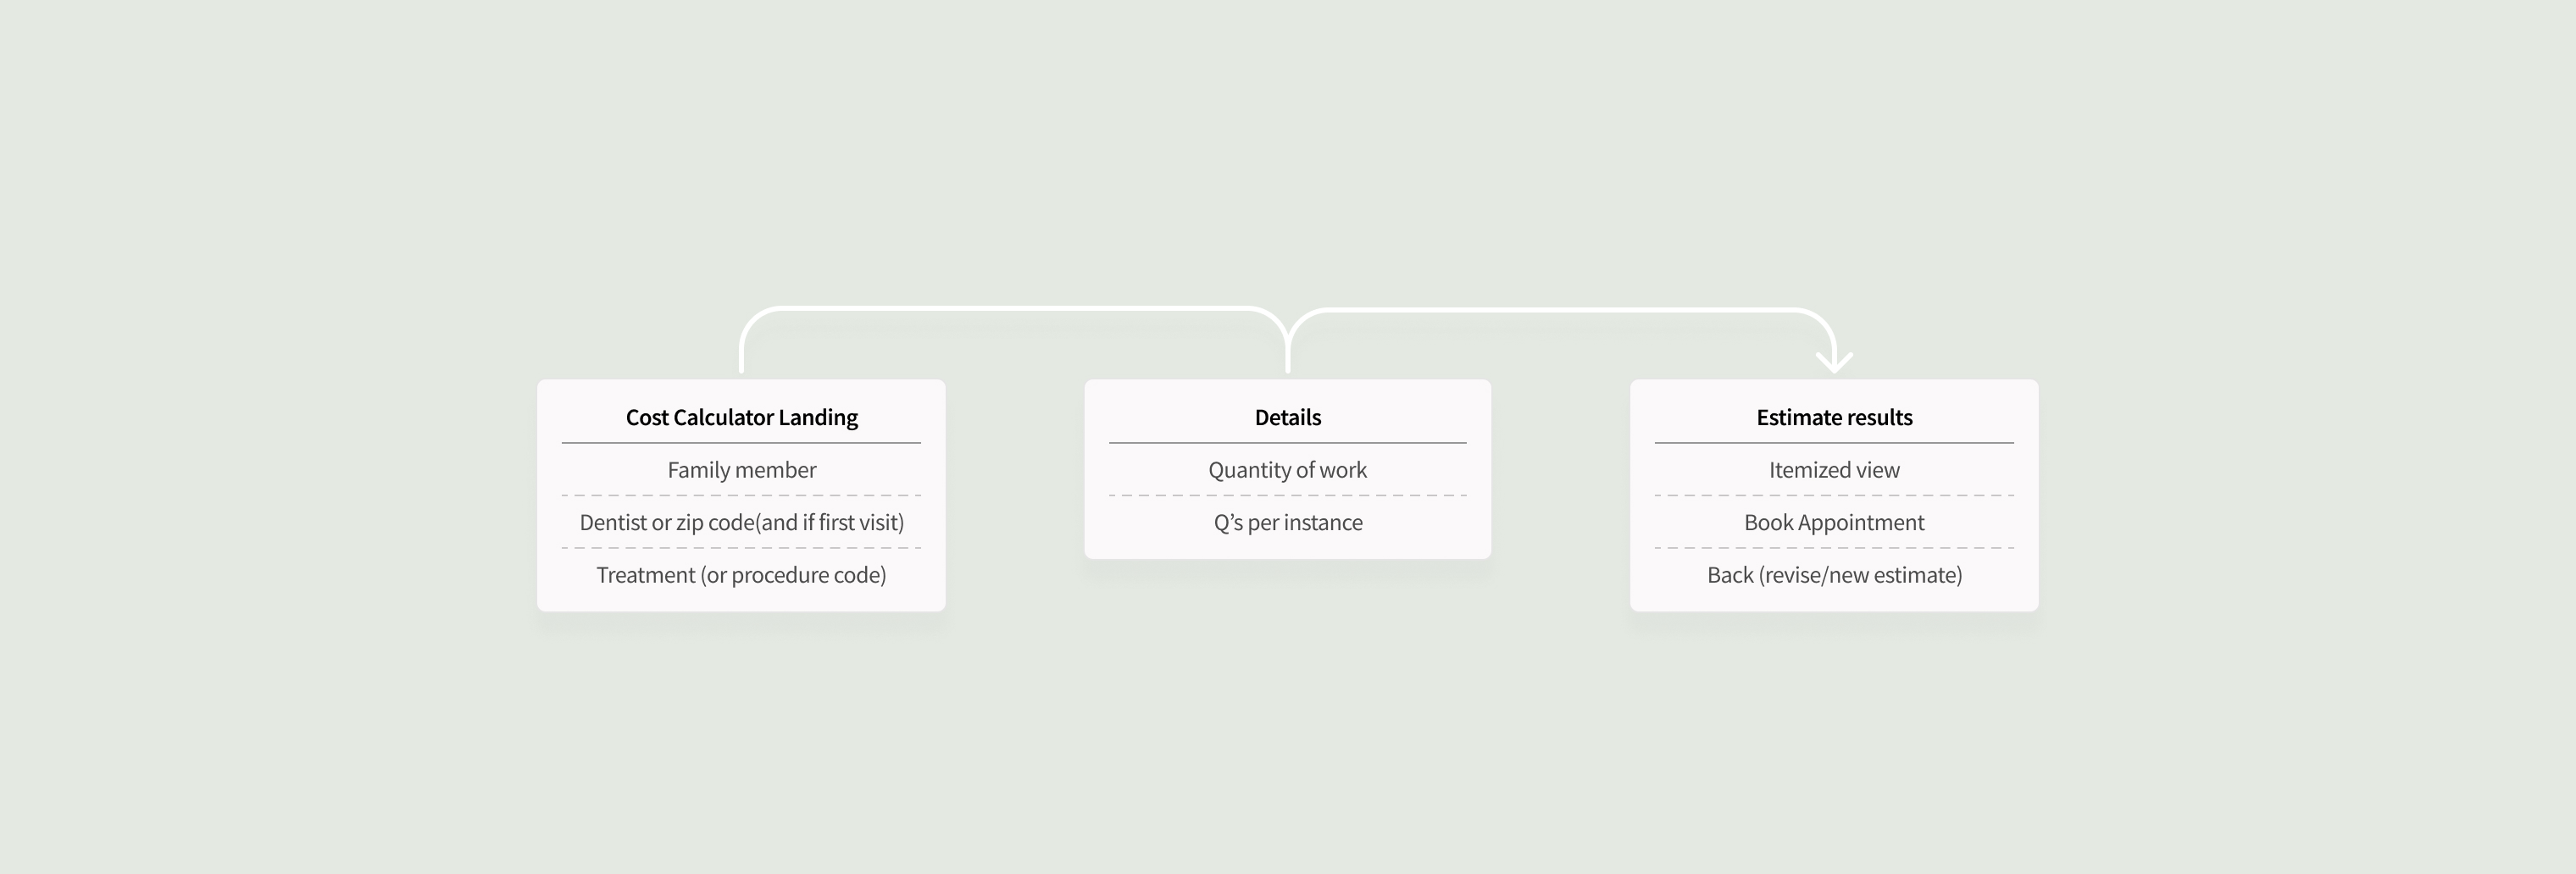 Cost Calculator Landing
Family member
Dentist or zip code(and if first visit)
Treatment (or procedure code)
Details
Quantity of work
Q’s per instance
Estimate results
Itemized view
Book Appointment
Back (revise/new estimate)